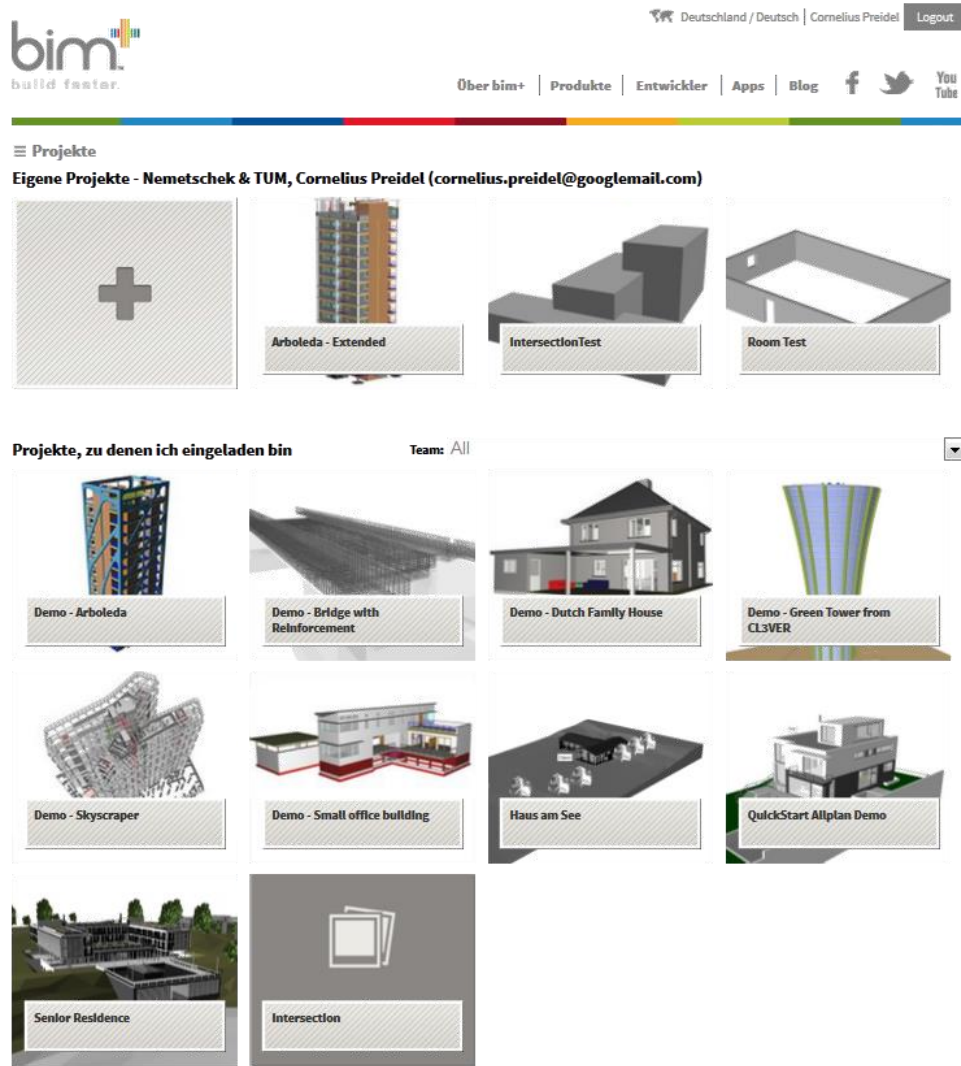 Deutschland / Deutsch | Cornelius Preidel Logout
bim+
build faster.
Über bim+ | Produkte | Entwickler | Apps | Blog f You Tube
≡ Projekte
Eigene Projekte - Nemetschek & TUM, Cornelius Preidel (cornelius.preidel@googlemail.com)
Arboleda - Extended
IntersectionTest
Room Test
Projekte, zu denen ich eingeladen bin Team: All
Demo - Arboleda
Demo - Bridge with
Reinforcement
Demo - Dutch Family House
Demo - Green Tower from
CL3VER
Demo - Skyscraper
Demo - Small office building
Haus am See
QuickStart Allplan Demo
Senior Residence
Intersection